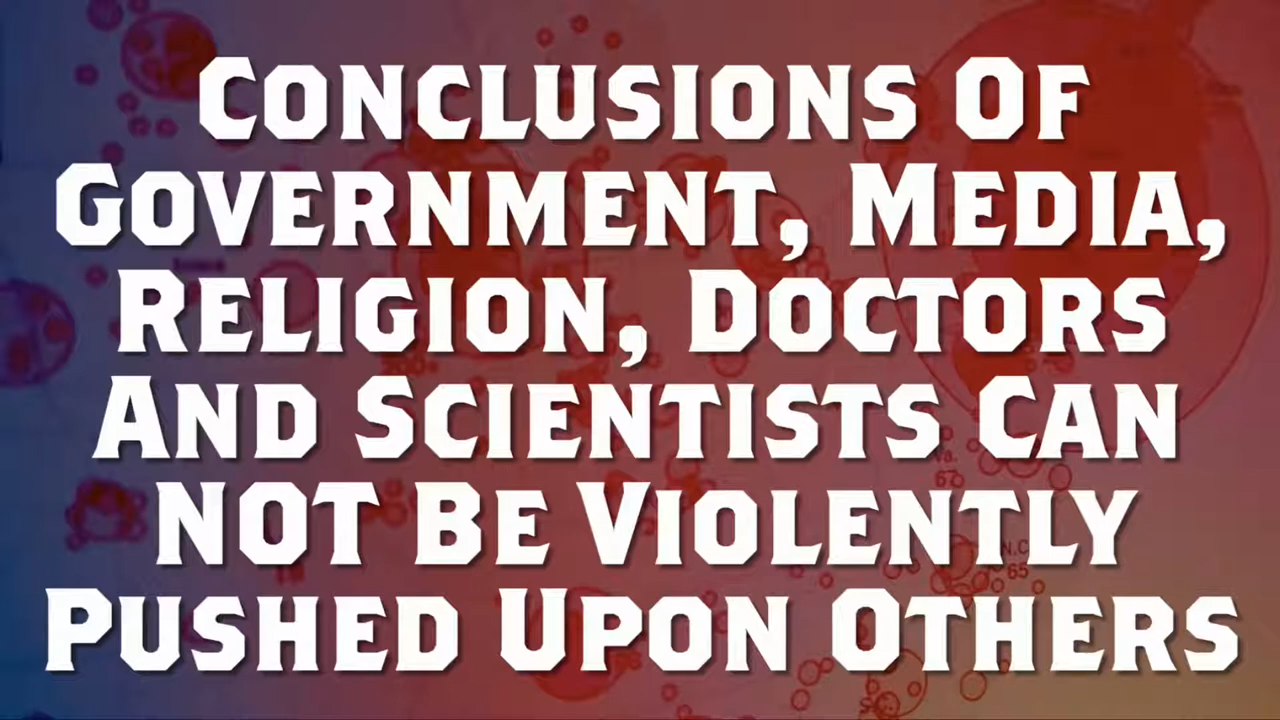 Conclusions Of
Government, Media,
Religion, Doctors
And Scientists Can
NOT Be Violently
Pushed Upon Others